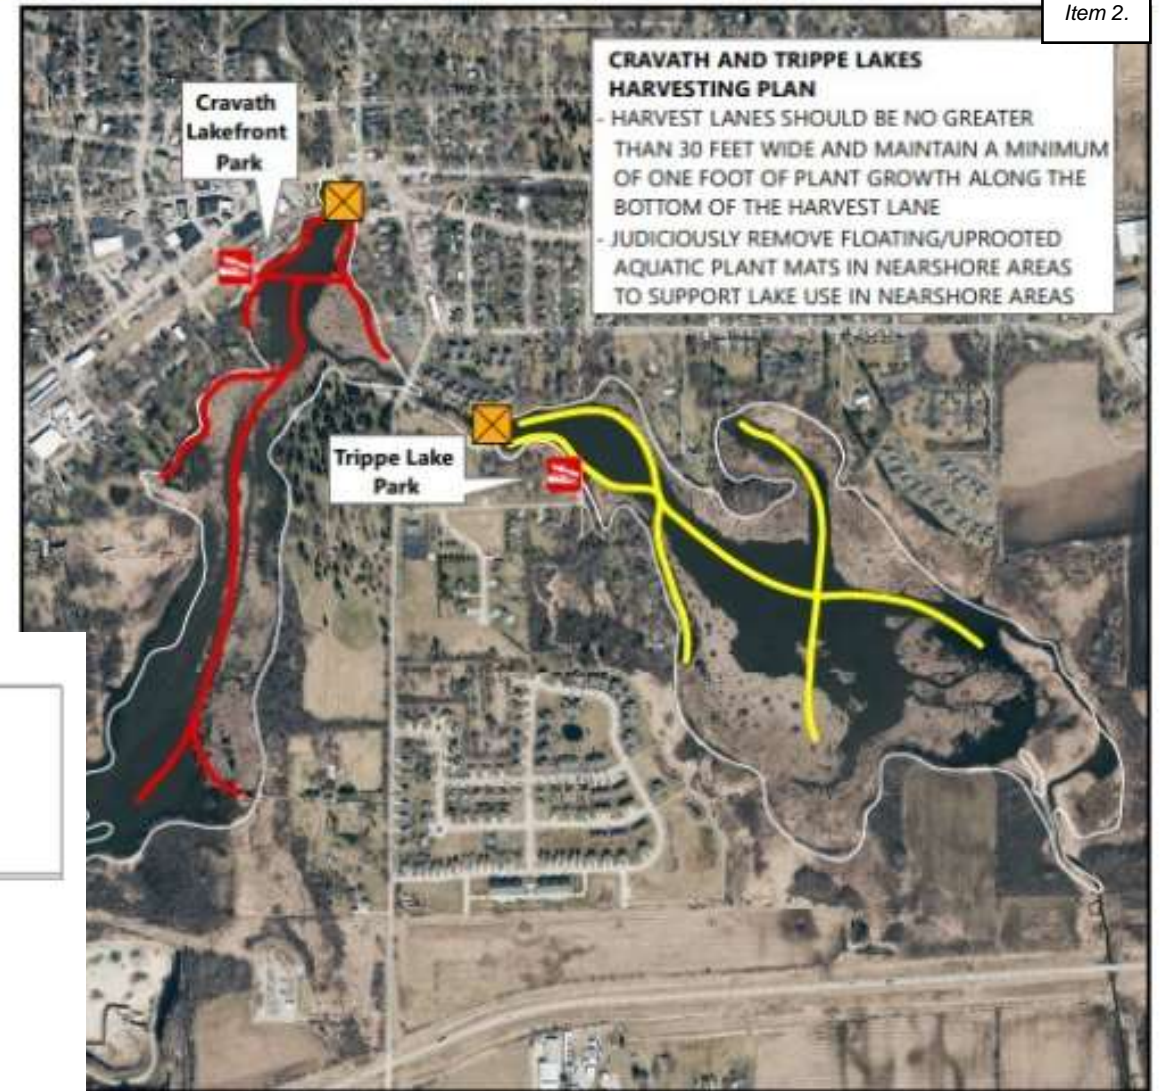 Item 2.
CRAVATH AND TRIPPE LAKES
HARVESTING PLAN
- HARVEST LANES SHOULD BE NO GREATER
THAN 30 FEET WIDE AND MAINTAIN A MINIMUM
OF ONE FOOT OF PLANT GROWTH ALONG THE
BOTTOM OF THE HARVEST LANE
- JUDICIOUSLY REMOVE FLOATING/UPROOTED
AQUATIC PLANT MATS IN NEARSHORE AREAS
TO SUPPORT LAKE USE IN NEARSHORE AREAS
Cravath
Lakefront
Park
Trippe Lake
Park